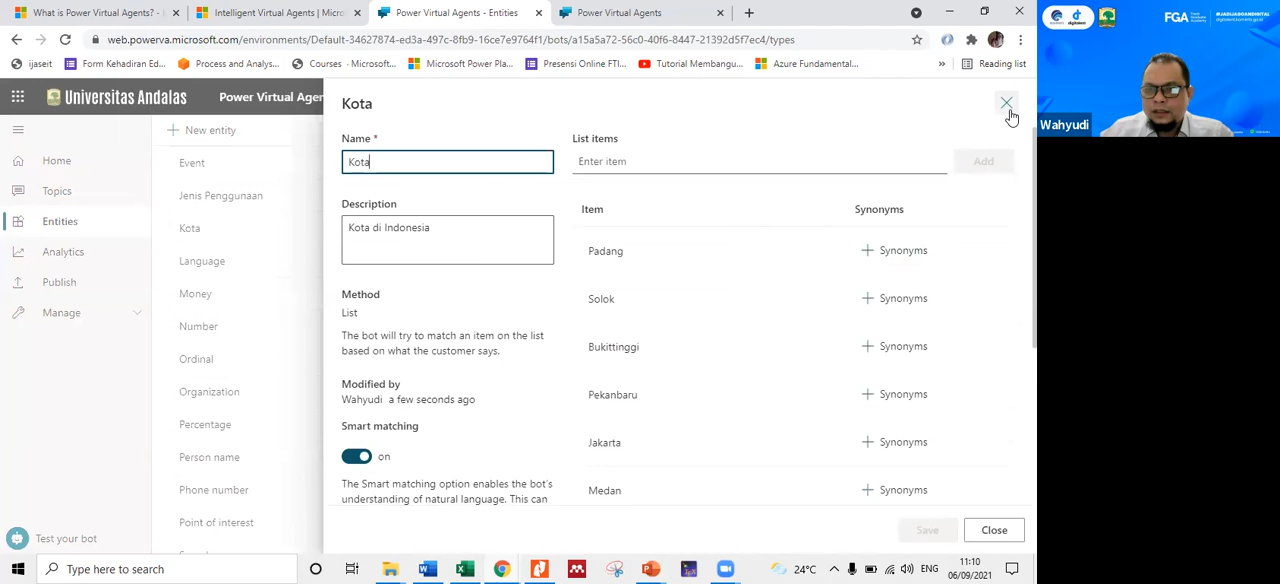 What is Power Virtual Agents? -
Intelligent Virtual Agents | Micros
Power Virtual Agents - Entities
Power Virtual Agents
web.powerva.microsoft.com/environments/Default-34627874-ed3a-497c-8fb9-16ce7e9764f1/bots/a15a5a72-56c0-40f6-8447-21392d5f7ec4/types
ijaseit
Form Kehadiran Ed...
Process and Analys...
Courses - Microsoft...
Microsoft Power Pla...
Presensi Online FTI...
Tutorial Membangu...
Azure Fundamental...
»
Reading list
Universitas Andalas
Power Virtual Agen
Home
Topics
Entities
Analytics
Publish
Manage
Test your bot
New entity
Event
Jenis Penggunaan
Kota
Language
Money
Number
Ordinal
Organization
Percentage
Person name
Phone number
Point of interest
Kota
Name *
Kota
Description
Kota di Indonesia
Method
List
The bot will try to match an item on the list
based on what the customer says.
Modified by
Wahyudi a few seconds ago
Smart matching
on
The Smart matching option enables the bot's
understanding of natural language. This can
List items
Enter item
Add
Item
Synonyms
Padang
Synonyms
Solok
Synonyms
Bukittinggi
Synonyms
Pekanbaru
Synonyms
Jakarta
Synonyms
Medan
Synonyms
Save
Close
Type here to search
24°C
ENG
11:10
06/09/2021
FGA
Wahyudi